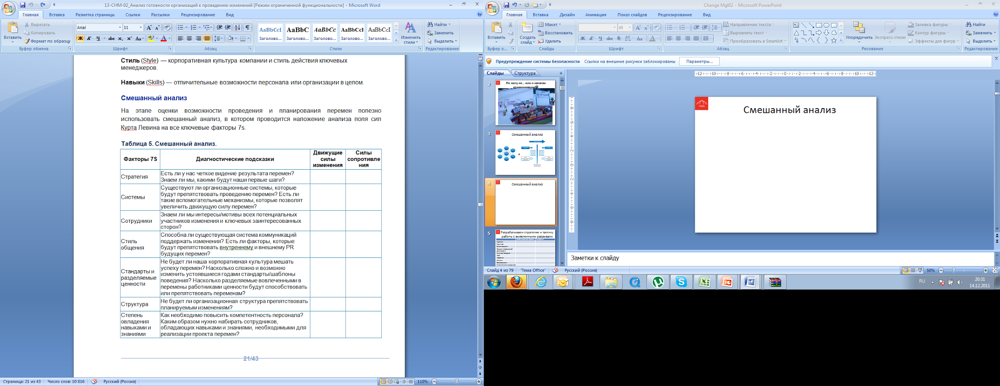 13-CHM-02_Анализ готовности организаций к проведению изменений [Режим ограниченной функциональности] - Microsoft Word
Главная Вставка Разметка страницы Ссылки Рассылки Рецензирование Вид
Вставить
Вырезать
Копировать
Формат по образцу
Буфер обмена
Arial 11
Ж К Ч abc x₂ x² Aa
Шрифт
Абзац
AaBbCcI AaBbC AaBbCc AaBbCcI AaBbCcI
Заголово... Заголово... Заголово... Заголово... Заголово...
Изменить стили
Стили
Найти
Заменить
Выделить
Редактирование
Стиль (Style) — корпоративная культура компании и стиль действия ключевых
менеджеров.
Навыки (Skills) — отличительные возможности персонала или организации в целом.
Смешанный анализ
На этапе оценки возможности проведения и планирования перемен полезно
использовать смешанный анализ, в котором проводится наложение анализа поля сил
Курта Левина на все ключевые факторы 7s.
Таблица 5. Смешанный анализ.
Факторы 7S
Диагностические подсказки
Движущие
силы
изменения
Силы
сопротивле
ния
Стратегия
Есть ли у нас четкое видение результата перемен?
Знаем ли мы, какими будут наши первые шаги?
Системы
Существуют ли организационные системы, которые
будут препятствовать проведению перемен? Есть ли
такие вспомогательные механизмы, которые позволят
увеличить движущую силу перемен?
Сотрудники
Знаем ли мы интересы/мотивы всех потенциальных
участников изменения и ключевых заинтересованных
сторон?
Стиль
общения
Способна ли существующая система коммуникаций
поддержать изменения? Есть ли факторы, которые
будут препятствовать внутреннему и внешнему PR
будущих перемен?
Стандарты и
разделяемые
ценности
Не будет ли наша корпоративная культура мешать
успеху перемен? Насколько сложно и возможно
изменить устоявшиеся годами стандарты/шаблоны
поведения? Насколько разделяемые вовлеченными в
перемены работниками ценности будут способствовать
или препятствовать переменам?
Структура
Не будет ли организационная структура препятствовать
планируемым изменениям?
Степень
овладения
навыками и
знаниями
Как необходимо повысить компетентность персонала?
Каким образом нужно набирать сотрудников,
обладающих навыками и знаниями, необходимыми для
реализации проекта перемен?
21/43
Страница: 21 из 43 Число слов: 10 816 Русский (Россия) 110%
Change Mgt02 - Microsoft PowerPoint
Главная Вставка Дизайн Анимация Показ слайдов Рецензирование Вид
Вставить
Буфер о...
Создать слайд
Макет
Восстановить
Удалить
Слайды
48
Ж К Ч abc S AV Aa A
Шрифт
Направление текста
Выровнять текст
Преобразовать в SmartArt
Абзац
Упорядочить
Экспресс-стили
Заливка фигуры
Контур фигуры
Эффекты для фигур
Рисование
Найти
Заменить
Выделить
Редактирование
Предупреждение системы безопасности Ссылки на внешние рисунки заблокированы Параметры...
Слайды Структура
2
Не могу не... или о каналах
коммуникации
3
Смешанный анализ
+
4
Смешанный анализ
5
Разрабатываем стратегию и тактику
работы с выявленными разрывами
MBS
Смешанный анализ
Заметки к слайду
Слайд 4 из 79 "Тема Office" Русский (Россия) 50%
RU
20:31
14.12.2011